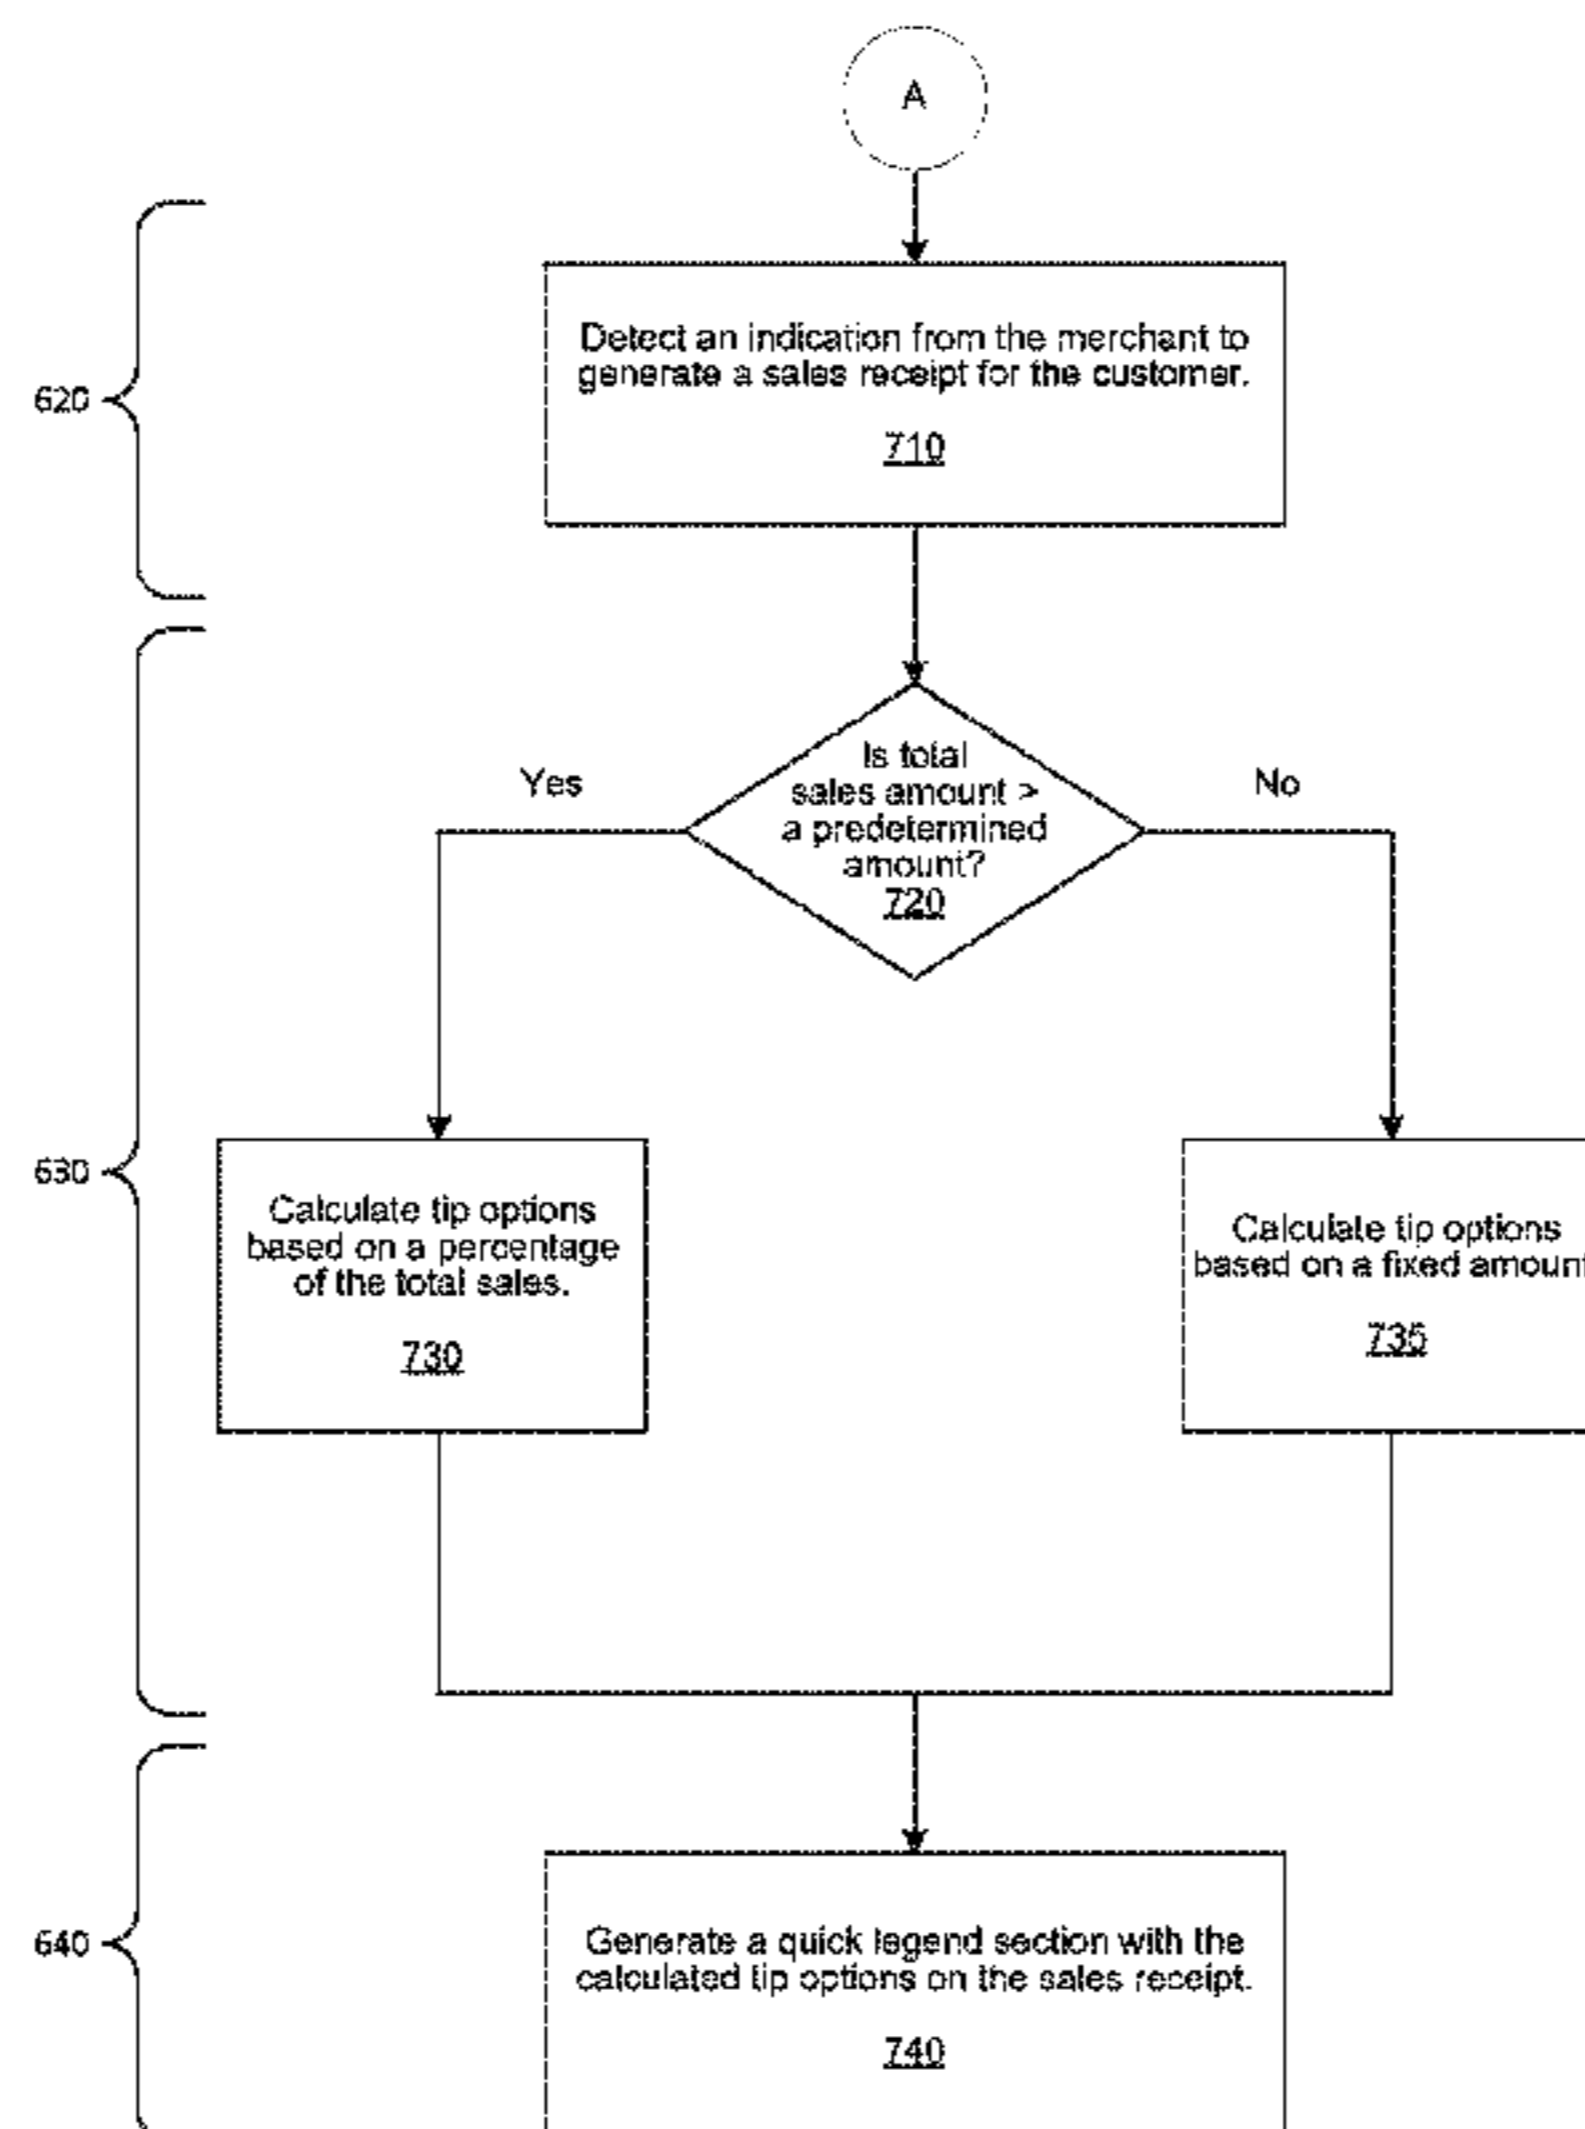 A
Detect an indication from the merchant to
generate a sales receipt for the customer.
710
620
Is total
sales amount >
a predetermined
amount?
720
Yes
No
630
Calculate tip options
based on a percentage
of the total sales.
730
Calculate tip options
based on a fixed amount
735
640
Generate a quick legend section with the
calculated tip options on the sales receipt.
740